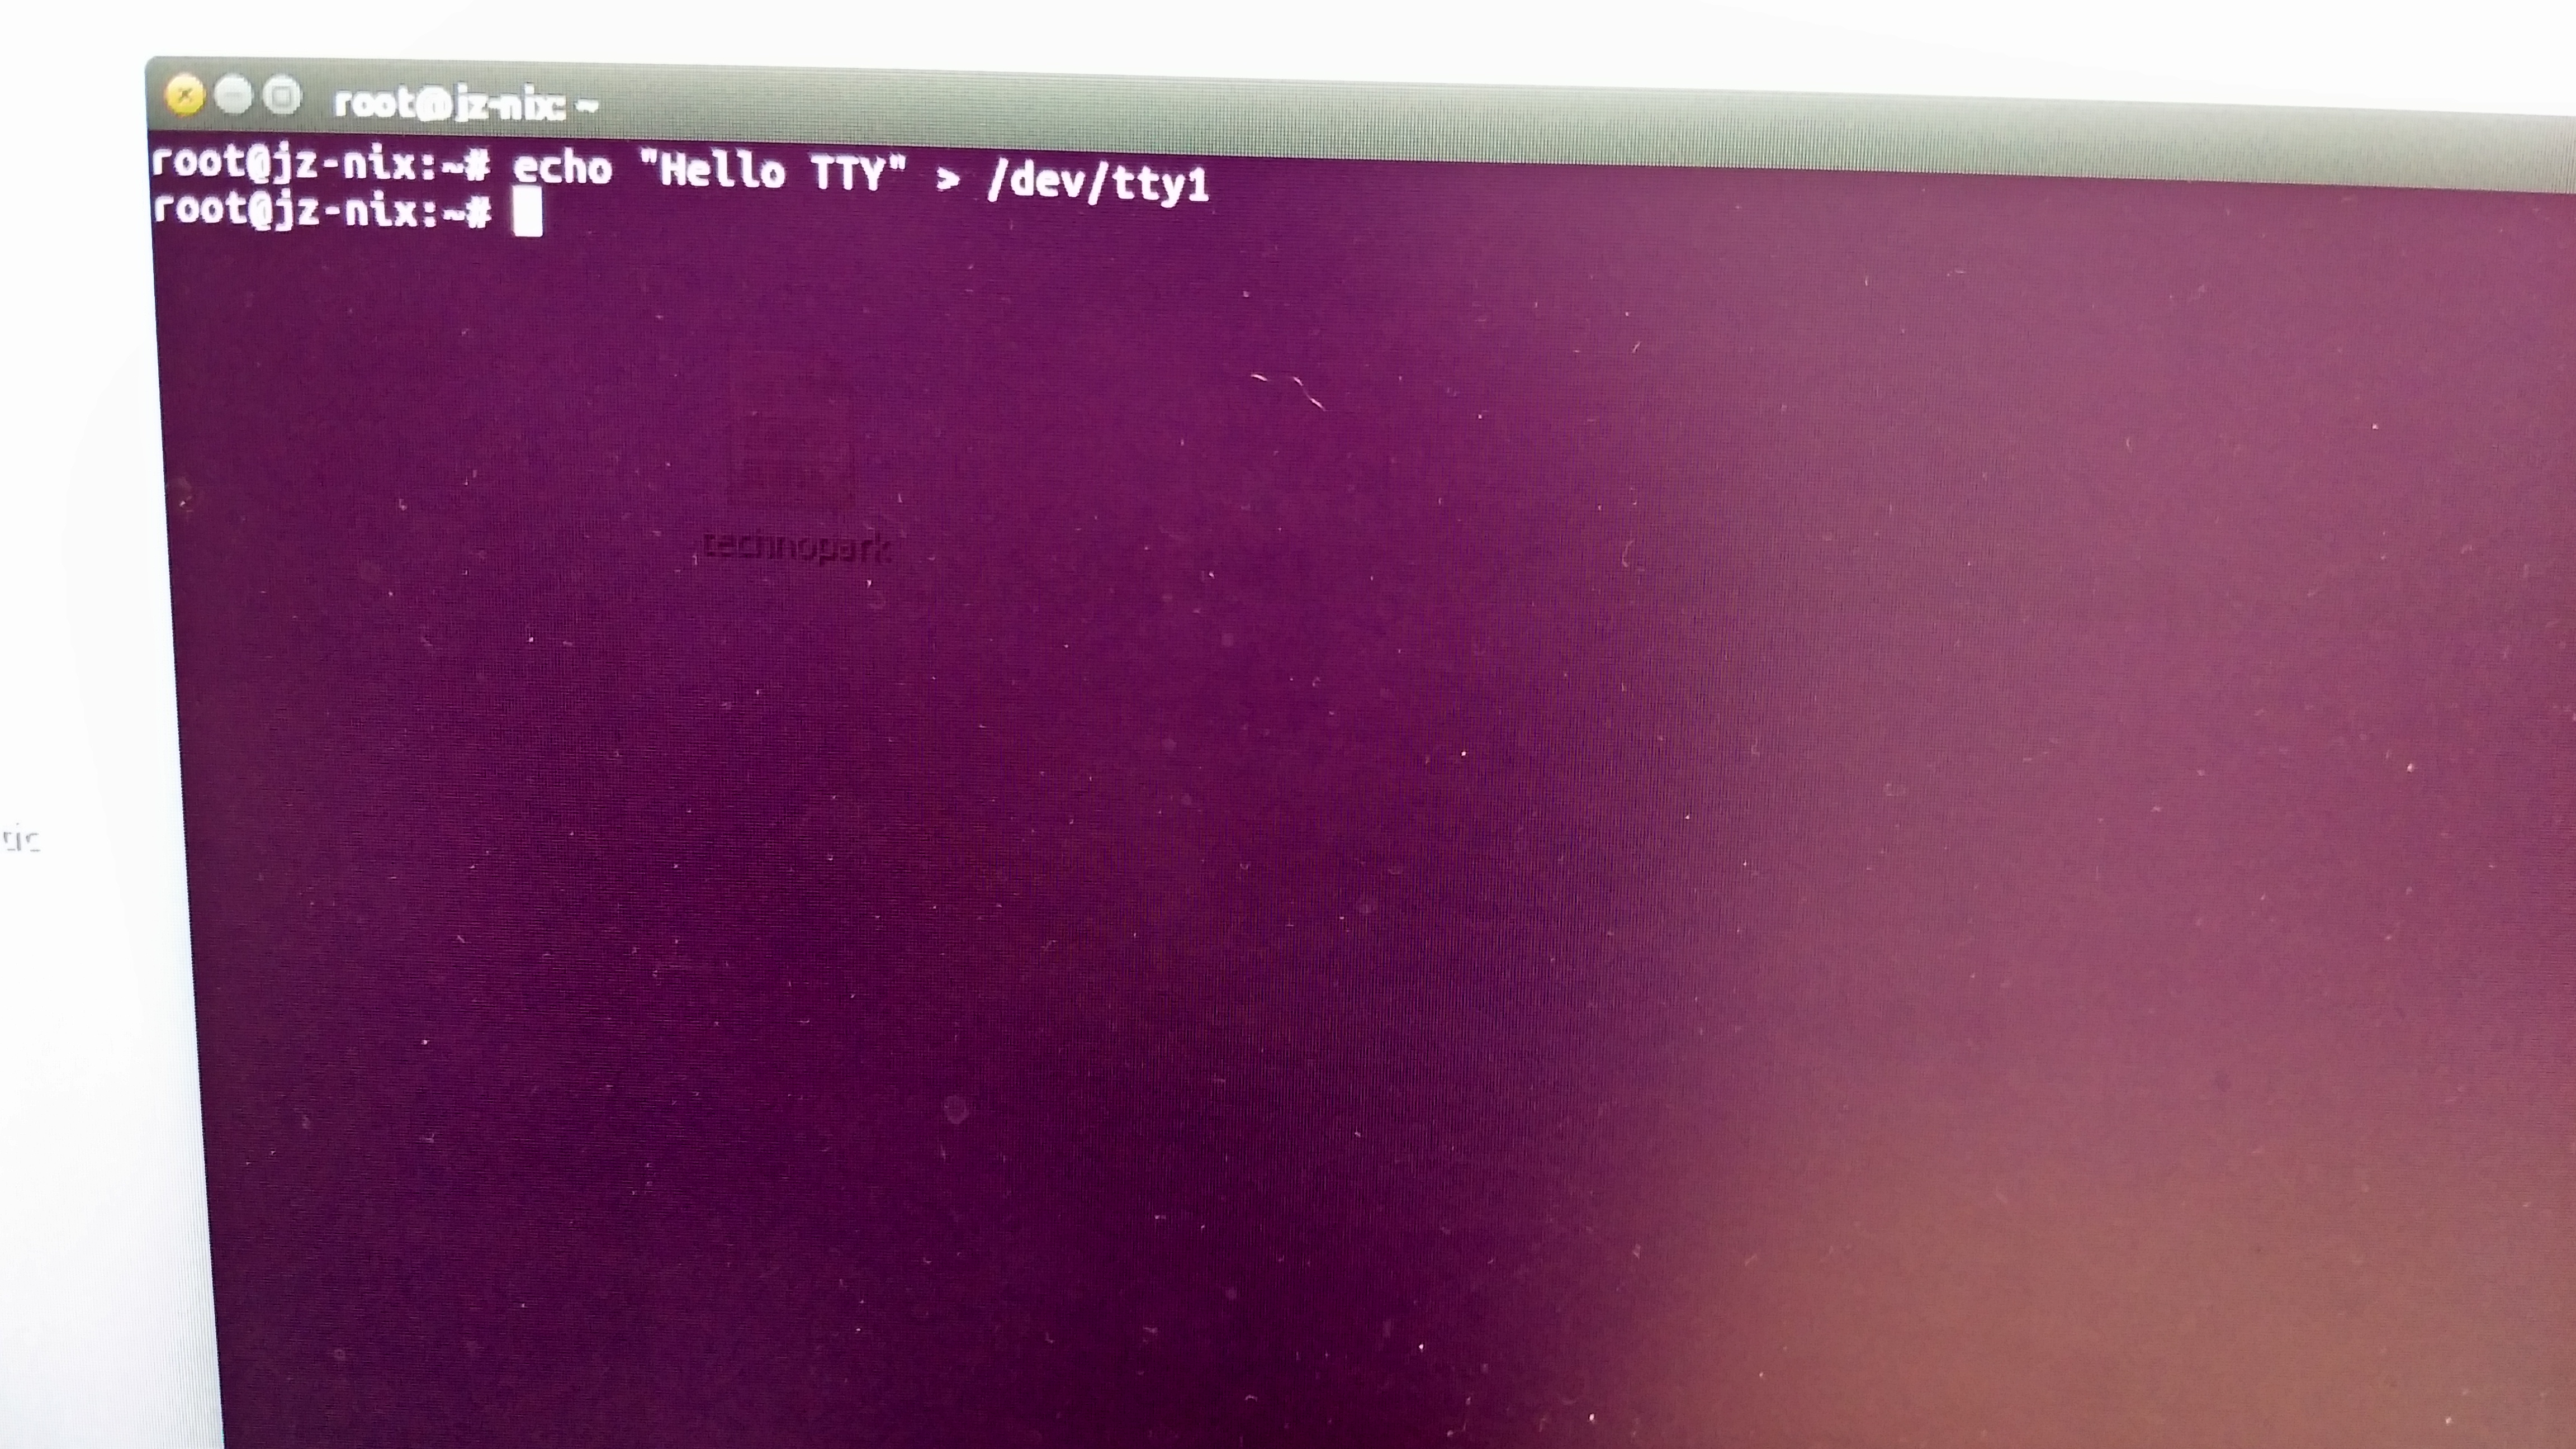 root@jz-nix: ~
root@jz-nix:~# echo "Hello TTY" > /dev/tty1
root@jz-nix:~#
technopark